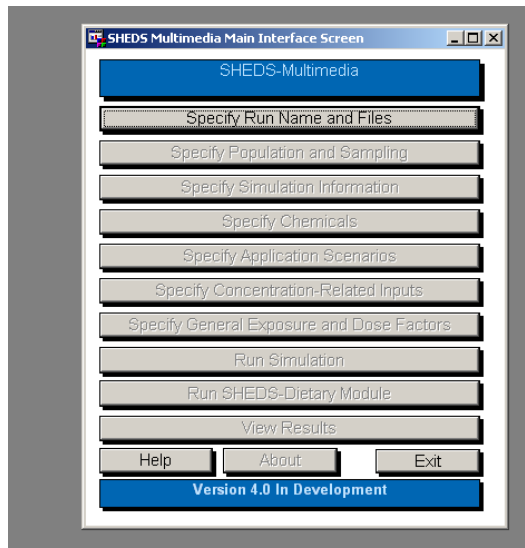 SHEDS Multimedia Main Interface Screen
SHEDS-Multimedia
Specify Run Name and Files
Specify Population and Sampling
Specify Simulation Information
Specify Chemicals
Specify Application Scenarios
Specify Concentration-Related Inputs
Specify General Exposure and Dose Factors
Run Simulation
Run SHEDS-Dietary Module
View Results
Help About Exit
Version 4.0 In Development